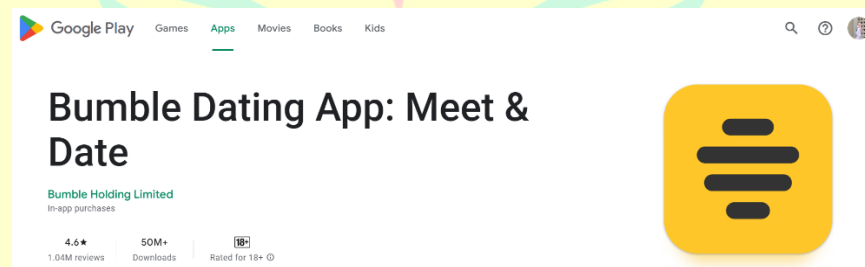 Google Play Games Apps Movies Books Kids
Bumble Dating App: Meet &
Date
Bumble Holding Limited
In-app purchases
4.6★ 50M+ 18+
1.04M reviews Downloads Rated for 18+